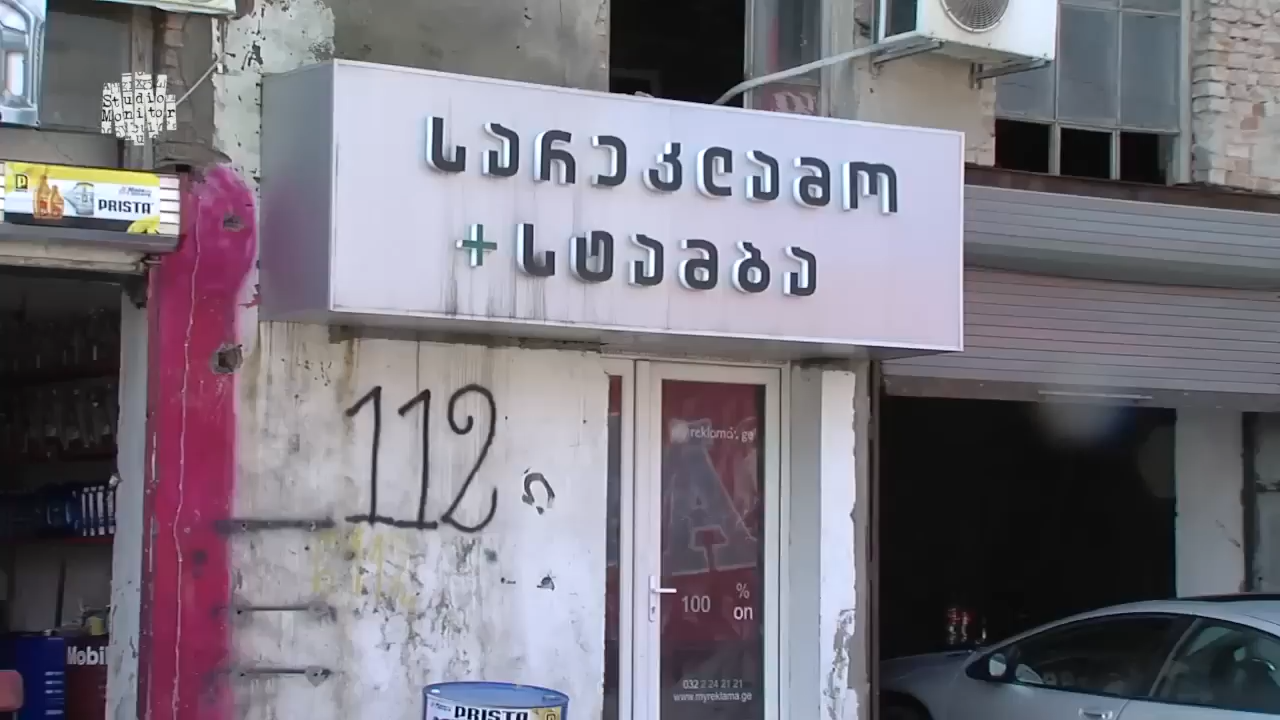 Studio
Monitor
PRISTA
სარეკლამო
+სტამბა
112
myreklama.ge
100 %
on
032 2 24 21 21
www.myreklama.ge
Mobil
PRISTA